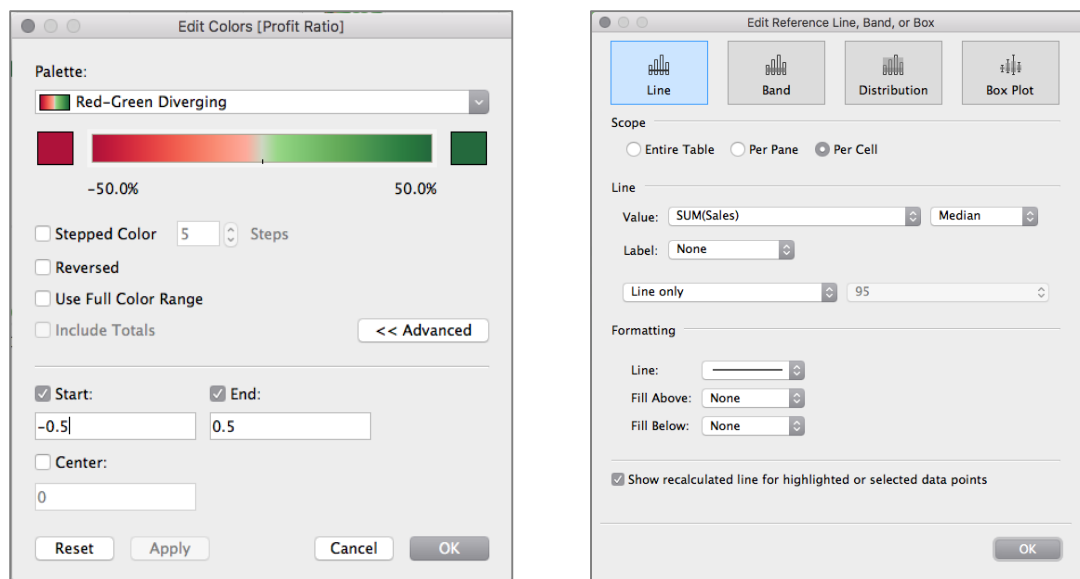 Edit Colors [Profit Ratio]
Palette:
Red-Green Diverging
-50.0% 50.0%
Stepped Color 5 Steps
Reversed
Use Full Color Range
Include Totals << Advanced
Start: End:
-0.5 0.5
Center:
0
Reset Apply Cancel OK
Edit Reference Line, Band, or Box
Line Band Distribution Box Plot
Scope
Entire Table Per Pane Per Cell
Line
Value: SUM(Sales) Median
Label: None
Line only 95
Formatting
Line:
Fill Above: None
Fill Below: None
Show recalculated line for highlighted or selected data points
OK